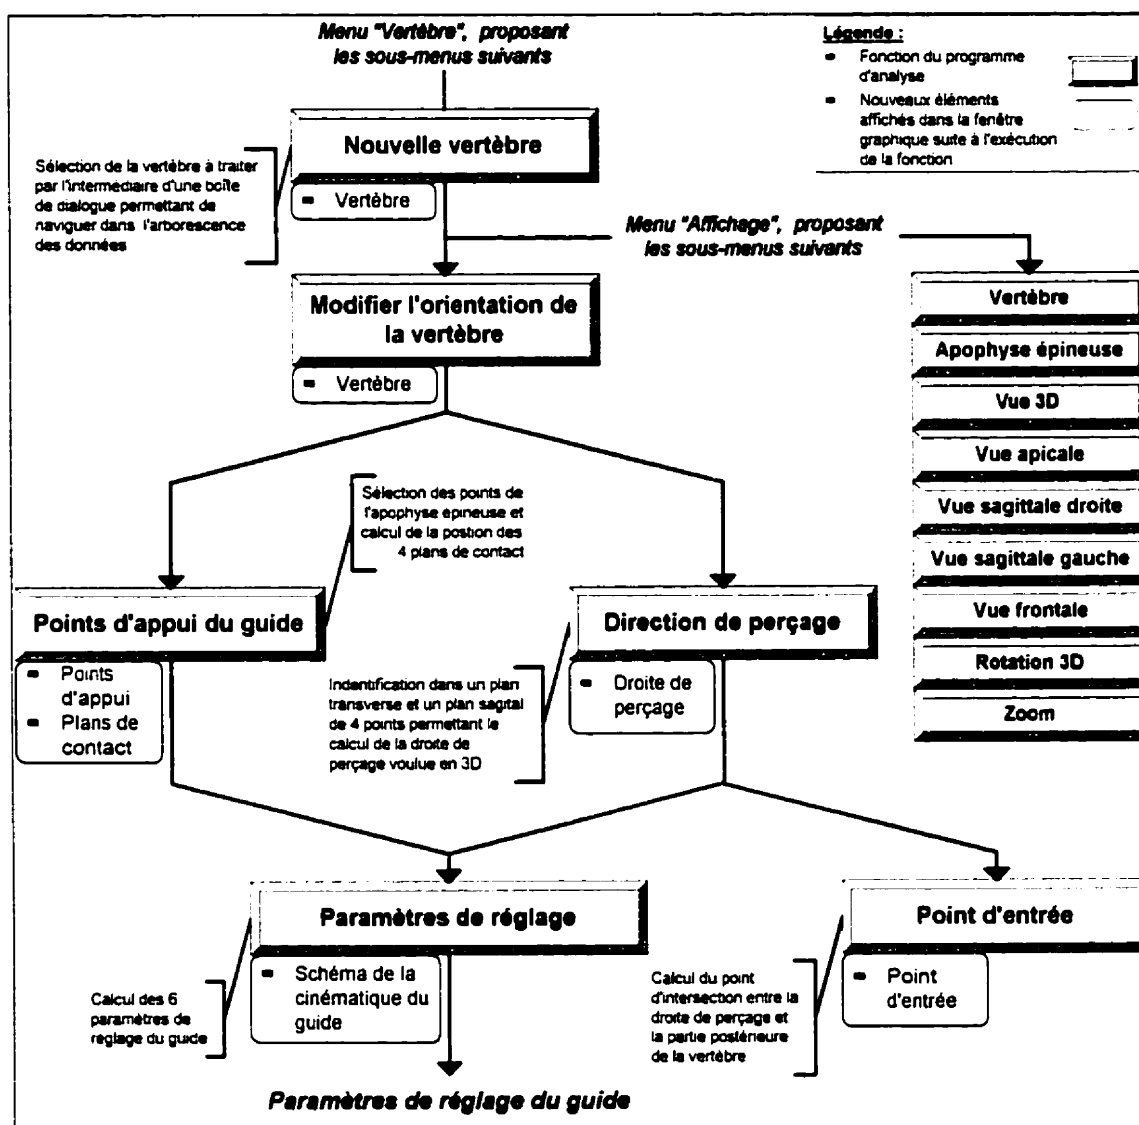 Menu "Vertèbre", proposant
les sous-menus suivants
Légende :
Fonction du programme
d'analyse
Nouveaux éléments
affichés dans la fenêtre
graphique suite à l'exécution
de la fonction
Nouvelle vertèbre
Sélection de la vertèbre à traiter
par l'intermédiaire d'une boîte
de dialogue permettant de
naviguer dans l'arborescence
des données
Vertèbre
Menu "Affichage", proposant
les sous-menus suivants
Modifier l'orientation de
la vertèbre
Vertèbre
Vertèbre
Apophyse épineuse
Vue 3D
Vue apicale
Vue sagittale droite
Vue sagittale gauche
Vue frontale
Rotation 3D
Zoom
Sélection des points de
l'apophyse épineuse et
calcul de la postion des
4 plans de contact
Points d'appui du guide
Points
d'appui
Plans de
contact
Direction de perçage
Indentification dans un plan
transverse et un plan sagital
de 4 points permettant le
calcul de la droite de
perçage voulue en 3D
Droite de
perçage
Paramètres de réglage
Calcul des 6
paramètres de
réglage du guide
Schéma de la
cinématique du
guide
Point d'entrée
Calcul du point
d'intersection entre la
droite de perçage et
la partie postérieure
de la vertèbre
Point
d'entrée
Paramètres de réglage du guide